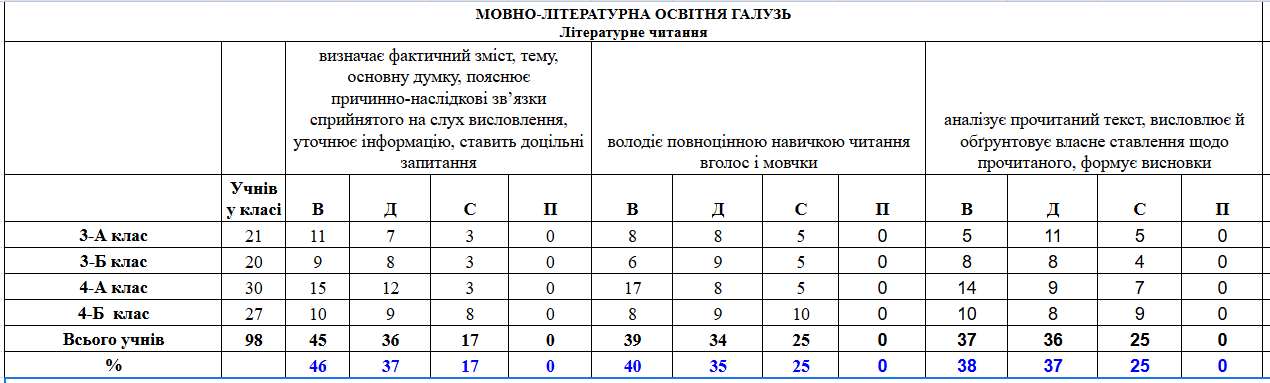 МОВНО-ЛІТЕРАТУРНА ОСВІТНЯ ГАЛУЗЬ
Літературне читання
визначає фактичний зміст, тему,
основну думку, пояснює
причинно-наслідкові зв’язки
сприйнятого на слух висловлення,
уточнює інформацію, ставить доцільні
запитання
володіє повноцінною навичкою читання
вголос і мовчки
аналізує прочитаний текст, висловлює й
обґрунтовує власне ставлення щодо
прочитаного, формує висновки
Учнів
у класі В Д С П В Д С П В Д С П
3-А клас 21 11 7 3 0 8 8 5 0 5 11 5 0
3-Б клас 20 9 8 3 0 6 9 5 0 8 8 4 0
4-А клас 30 15 12 3 0 17 8 5 0 14 9 7 0
4-Б клас 27 10 9 8 0 8 9 10 0 10 8 9 0
Всього учнів 98 45 36 17 0 39 34 25 0 37 36 25 0
% 46 37 17 0 40 35 25 0 38 37 25 0